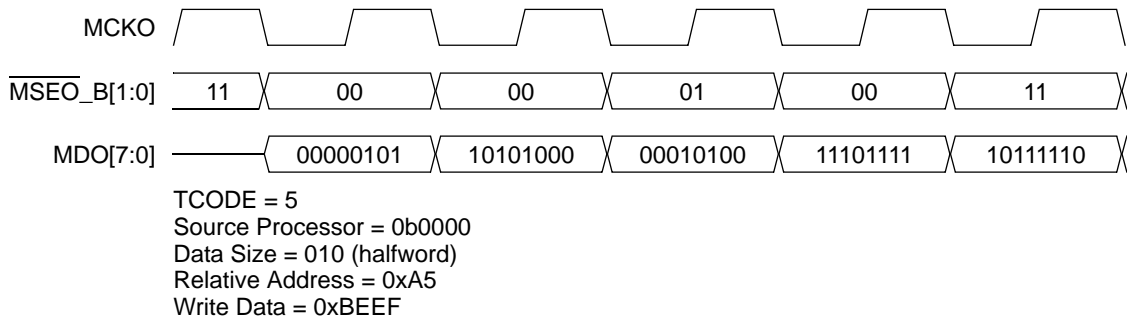 MCKO
MSEO_B[1:0] 11 00 00 01 00 11
MDO[7:0] 00000101 10101000 00010100 11101111 10111110
TCODE = 5
Source Processor = 0b0000
Data Size = 010 (halfword)
Relative Address = 0xA5
Write Data = 0xBEEF